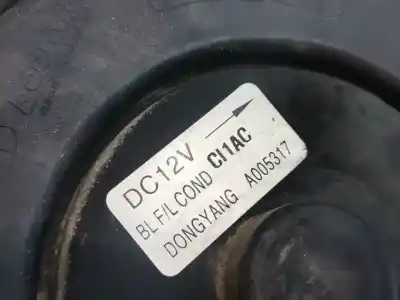 DC12V
BL F/L COND CI1AC
DONGYANG A005317